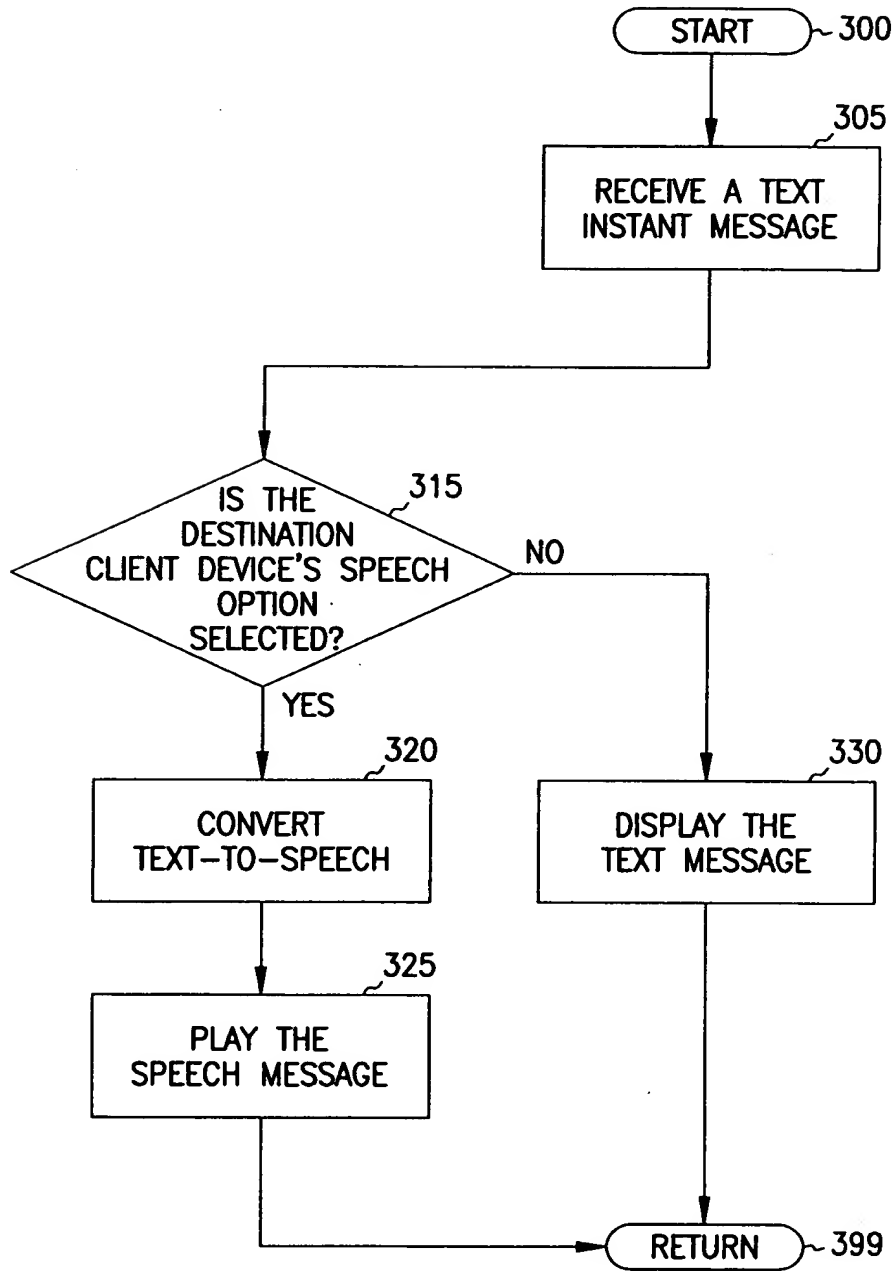 START
300
305
RECEIVE A TEXT
INSTANT MESSAGE
315
IS THE
DESTINATION
CLIENT DEVICE'S SPEECH
OPTION
SELECTED?
NO
YES
320
CONVERT
TEXT-TO-SPEECH
330
DISPLAY THE
TEXT MESSAGE
325
PLAY THE
SPEECH MESSAGE
RETURN
399